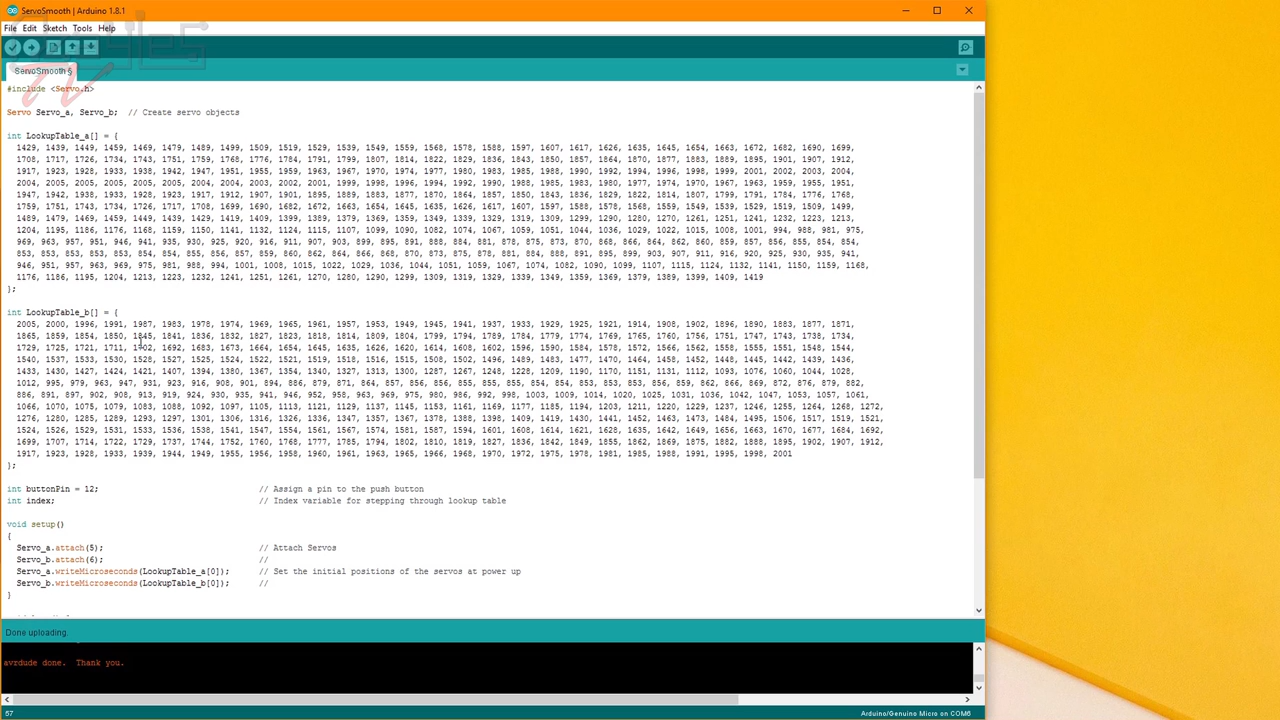 ServoSmooth | Arduino 1.8.1
File Edit Sketch Tools Help
ServoSmooth §
#include <Servo.h>
Servo Servo_a, Servo_b;  // Create servo objects
int LookupTable_a[] = {
1429, 1439, 1449, 1459, 1469, 1479, 1489, 1499, 1509, 1519, 1529, 1539, 1549, 1559, 1568, 1578, 1588, 1597, 1607, 1617, 1626, 1635, 1645, 1654, 1663, 1672, 1682, 1690, 1699,
1708, 1717, 1726, 1734, 1743, 1751, 1759, 1768, 1776, 1784, 1791, 1799, 1807, 1814, 1822, 1829, 1836, 1843, 1850, 1857, 1864, 1870, 1877, 1883, 1889, 1895, 1901, 1907, 1912,
1917, 1923, 1928, 1933, 1938, 1942, 1947, 1951, 1955, 1959, 1963, 1967, 1970, 1974, 1977, 1980, 1983, 1985, 1988, 1990, 1992, 1994, 1996, 1998, 1999, 2001, 2002, 2003, 2004,
2004, 2005, 2005, 2005, 2005, 2005, 2004, 2004, 2003, 2002, 2001, 1999, 1998, 1996, 1994, 1992, 1990, 1988, 1985, 1983, 1980, 1977, 1974, 1970, 1967, 1963, 1959, 1955, 1951,
1947, 1942, 1938, 1933, 1928, 1923, 1917, 1912, 1907, 1901, 1895, 1889, 1883, 1877, 1870, 1864, 1857, 1850, 1843, 1836, 1829, 1822, 1814, 1807, 1799, 1791, 1784, 1776, 1768,
1759, 1751, 1743, 1734, 1726, 1717, 1708, 1699, 1690, 1682, 1672, 1663, 1654, 1645, 1635, 1626, 1617, 1607, 1597, 1588, 1578, 1568, 1559, 1549, 1539, 1529, 1519, 1509, 1499,
1489, 1479, 1469, 1459, 1449, 1439, 1429, 1419, 1409, 1399, 1389, 1379, 1369, 1359, 1349, 1339, 1329, 1319, 1309, 1299, 1290, 1280, 1270, 1261, 1251, 1241, 1232, 1223, 1213,
1204, 1195, 1186, 1176, 1168, 1159, 1150, 1141, 1132, 1124, 1115, 1107, 1099, 1090, 1082, 1074, 1067, 1059, 1051, 1044, 1036, 1029, 1022, 1015, 1008, 1001, 994, 988, 981, 975,
969, 963, 957, 951, 946, 941, 935, 930, 925, 920, 916, 911, 907, 903, 899, 895, 891, 888, 884, 881, 878, 875, 873, 870, 868, 866, 864, 862, 860, 859, 857, 856, 855, 854, 854,
853, 853, 853, 853, 853, 854, 854, 855, 856, 857, 859, 860, 862, 864, 866, 868, 870, 873, 875, 878, 881, 884, 888, 891, 895, 899, 903, 907, 911, 916, 920, 925, 930, 935, 941,
946, 951, 957, 963, 969, 975, 981, 988, 994, 1001, 1008, 1015, 1022, 1029, 1036, 1044, 1051, 1059, 1067, 1074, 1082, 1090, 1099, 1107, 1115, 1124, 1132, 1141, 1150, 1159, 1168,
1176, 1186, 1195, 1204, 1213, 1223, 1232, 1241, 1251, 1261, 1270, 1280, 1290, 1299, 1309, 1319, 1329, 1339, 1349, 1359, 1369, 1379, 1389, 1399, 1409, 1419
};
int LookupTable_b[] = {
2005, 2000, 1996, 1991, 1987, 1983, 1978, 1974, 1969, 1965, 1961, 1957, 1953, 1949, 1945, 1941, 1937, 1933, 1929, 1925, 1921, 1914, 1908, 1902, 1896, 1890, 1883, 1877, 1871,
1865, 1859, 1854, 1850, 1845, 1841, 1836, 1832, 1827, 1823, 1818, 1814, 1809, 1804, 1799, 1794, 1789, 1784, 1779, 1774, 1769, 1765, 1760, 1756, 1751, 1747, 1743, 1738, 1734,
1729, 1725, 1721, 1711, 1702, 1692, 1683, 1673, 1664, 1654, 1645, 1635, 1626, 1620, 1614, 1608, 1602, 1596, 1590, 1584, 1578, 1572, 1567, 1562, 1558, 1555, 1551, 1548, 1544,
1540, 1537, 1533, 1530, 1528, 1527, 1525, 1524, 1522, 1521, 1519, 1518, 1516, 1515, 1508, 1502, 1496, 1489, 1483, 1477, 1470, 1464, 1458, 1452, 1448, 1445, 1442, 1439, 1436,
1433, 1430, 1427, 1424, 1421, 1407, 1394, 1380, 1367, 1354, 1340, 1327, 1313, 1300, 1287, 1267, 1248, 1228, 1209, 1190, 1170, 1151, 1131, 1112, 1093, 1076, 1060, 1044, 1028,
1012, 995, 979, 963, 947, 931, 923, 916, 908, 901, 894, 886, 879, 871, 864, 857, 856, 856, 855, 855, 854, 854, 853, 853, 853, 856, 859, 862, 866, 869, 872, 876, 879, 882,
886, 891, 897, 902, 908, 913, 919, 924, 930, 935, 941, 946, 952, 958, 963, 969, 975, 980, 986, 992, 998, 1003, 1009, 1014, 1020, 1025, 1031, 1036, 1042, 1047, 1053, 1057, 1061,
1066, 1070, 1075, 1079, 1083, 1088, 1092, 1097, 1105, 1113, 1121, 1129, 1137, 1145, 1153, 1161, 1169, 1177, 1185, 1194, 1203, 1211, 1220, 1229, 1237, 1246, 1255, 1264, 1268, 1272,
1276, 1280, 1285, 1289, 1293, 1297, 1301, 1306, 1316, 1326, 1336, 1347, 1357, 1367, 1378, 1388, 1398, 1409, 1419, 1430, 1441, 1452, 1463, 1473, 1484, 1495, 1506, 1517, 1519, 1521,
1524, 1526, 1529, 1531, 1533, 1536, 1538, 1541, 1547, 1554, 1561, 1567, 1574, 1581, 1587, 1594, 1601, 1608, 1614, 1621, 1628, 1635, 1642, 1649, 1656, 1663, 1670, 1677, 1684, 1692,
1699, 1707, 1714, 1722, 1729, 1737, 1744, 1752, 1760, 1768, 1777, 1785, 1794, 1802, 1810, 1819, 1827, 1836, 1842, 1849, 1855, 1862, 1869, 1875, 1882, 1888, 1895, 1902, 1907, 1912,
1917, 1923, 1928, 1933, 1939, 1944, 1949, 1955, 1956, 1958, 1960, 1961, 1963, 1965, 1966, 1968, 1970, 1972, 1975, 1978, 1981, 1985, 1988, 1991, 1995, 1998, 2001
};
int buttonPin = 12;  // Assign a pin to the push button
int index;  // Index variable for stepping through lookup table
void setup()
{
Servo_a.attach(5);  // Attach Servos
Servo_b.attach(6);  //
Servo_a.writeMicroseconds(LookupTable_a[0]);  // Set the initial positions of the servos at power up
Servo_b.writeMicroseconds(LookupTable_b[0]);  //
}
Done uploading.
avrdude done.  Thank you.
57
Arduino/Genuino Micro on COM6